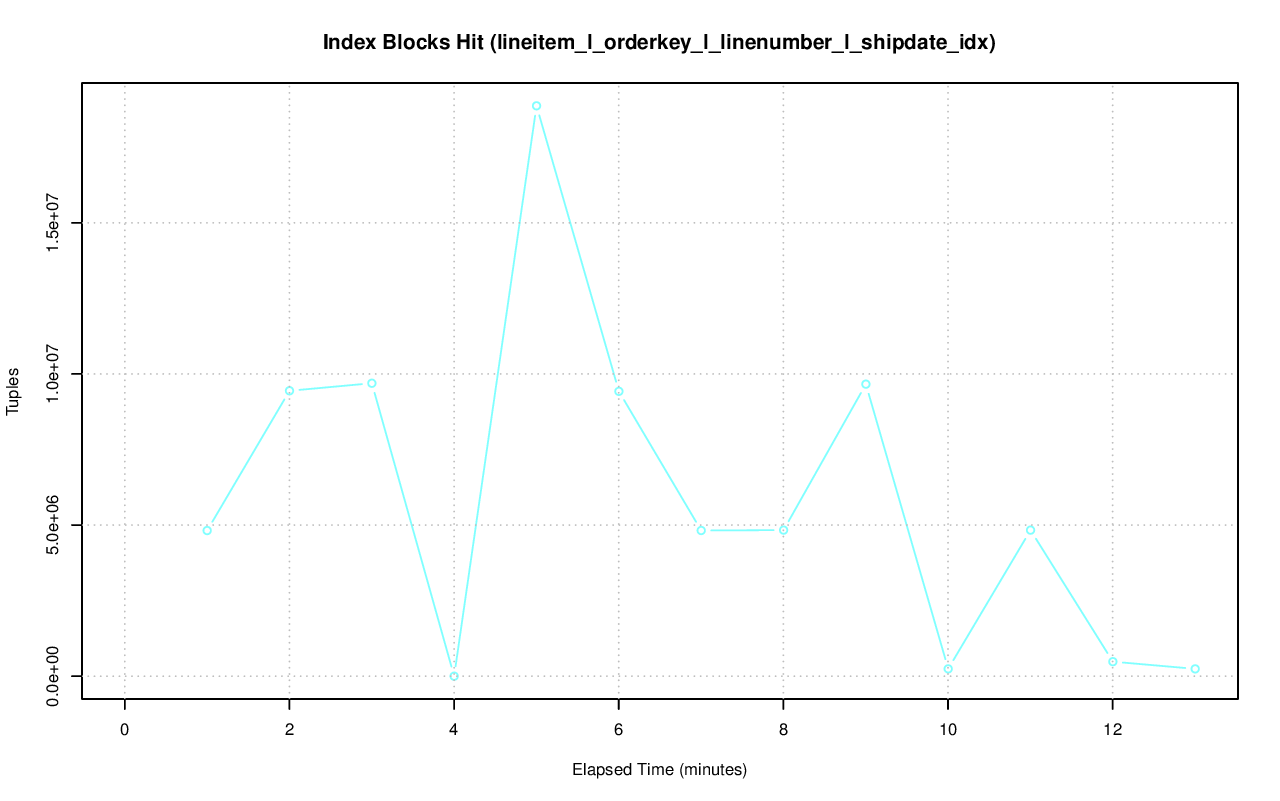 Index Blocks Hit (lineitem_l_orderkey_l_linenumber_l_shipdate_idx)
Tuples
1.5e+07
1.0e+07
5.0e+06
0.0e+00
0 2 4 6 8 10 12
Elapsed Time (minutes)